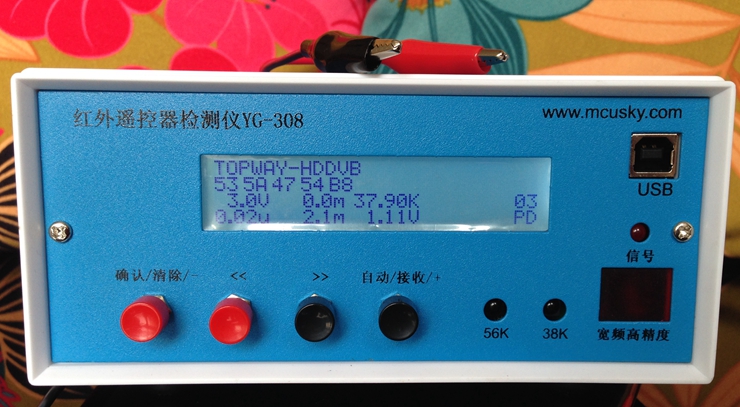 红外遥控器检测仪YG-308
www.mcusky.com
TOPWAY-HDDVB
53 5A 47 54 B8
3.0V 0.0m 37.90K 03
0.02u 2.1m 1.11V PD
USB
信号
确认/清除/- << >> 自动/接收/+
56K 38K 宽频高精度